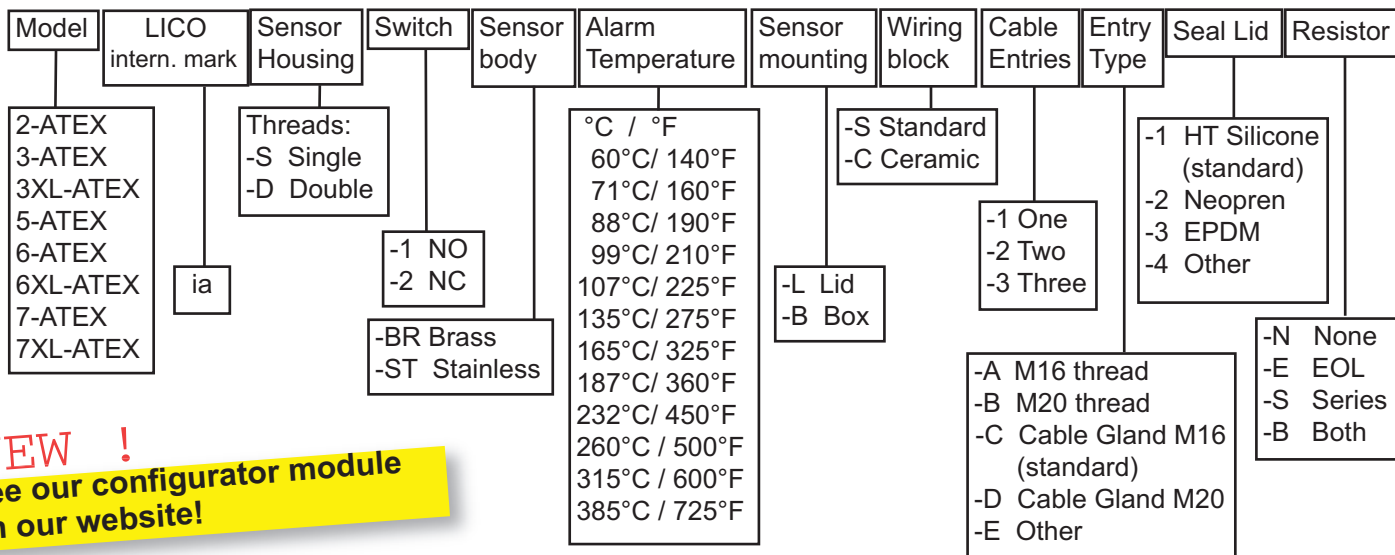 Model
LICO
intern. mark
Sensor
Housing
Switch
Sensor
body
Alarm
Temperature
Sensor
mounting
Wiring
block
Cable
Entries
Entry
Type
Seal Lid
Resistor
2-ATEX
3-ATEX
3XL-ATEX
5-ATEX
6-ATEX
6XL-ATEX
7-ATEX
7XL-ATEX
ia
Threads:
-S Single
-D Double
-1 NO
-2 NC
-BR Brass
-ST Stainless
°C / °F
60°C/ 140°F
71°C/ 160°F
88°C/ 190°F
99°C/ 210°F
107°C/ 225°F
135°C/ 275°F
165°C/ 325°F
187°C/ 360°F
232°C/ 450°F
260°C / 500°F
315°C / 600°F
385°C / 725°F
-L Lid
-B Box
-S Standard
-C Ceramic
-1 One
-2 Two
-3 Three
-A M16 thread
-B M20 thread
-C Cable Gland M16
(standard)
-D Cable Gland M20
-E Other
-1 HT Silicone
(standard)
-2 Neopren
-3 EPDM
-4 Other
-N None
-E EOL
-S Series
-B Both
EW !
ee our configurator module
n our website!